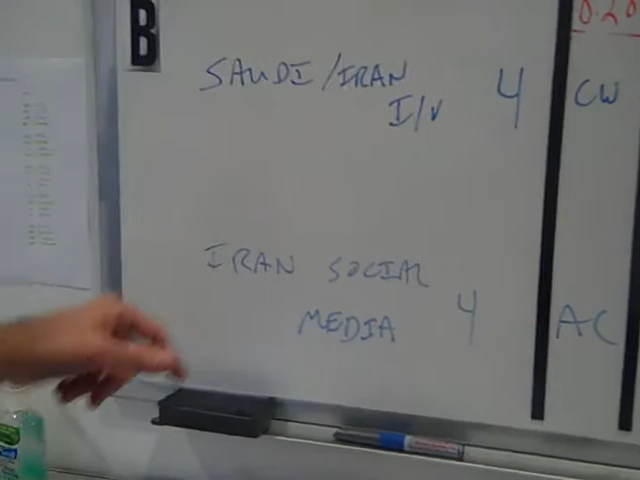 B
SAUDI/IRAN
I/V 4 CW
IRAN SOCIAL
MEDIA 4 AC